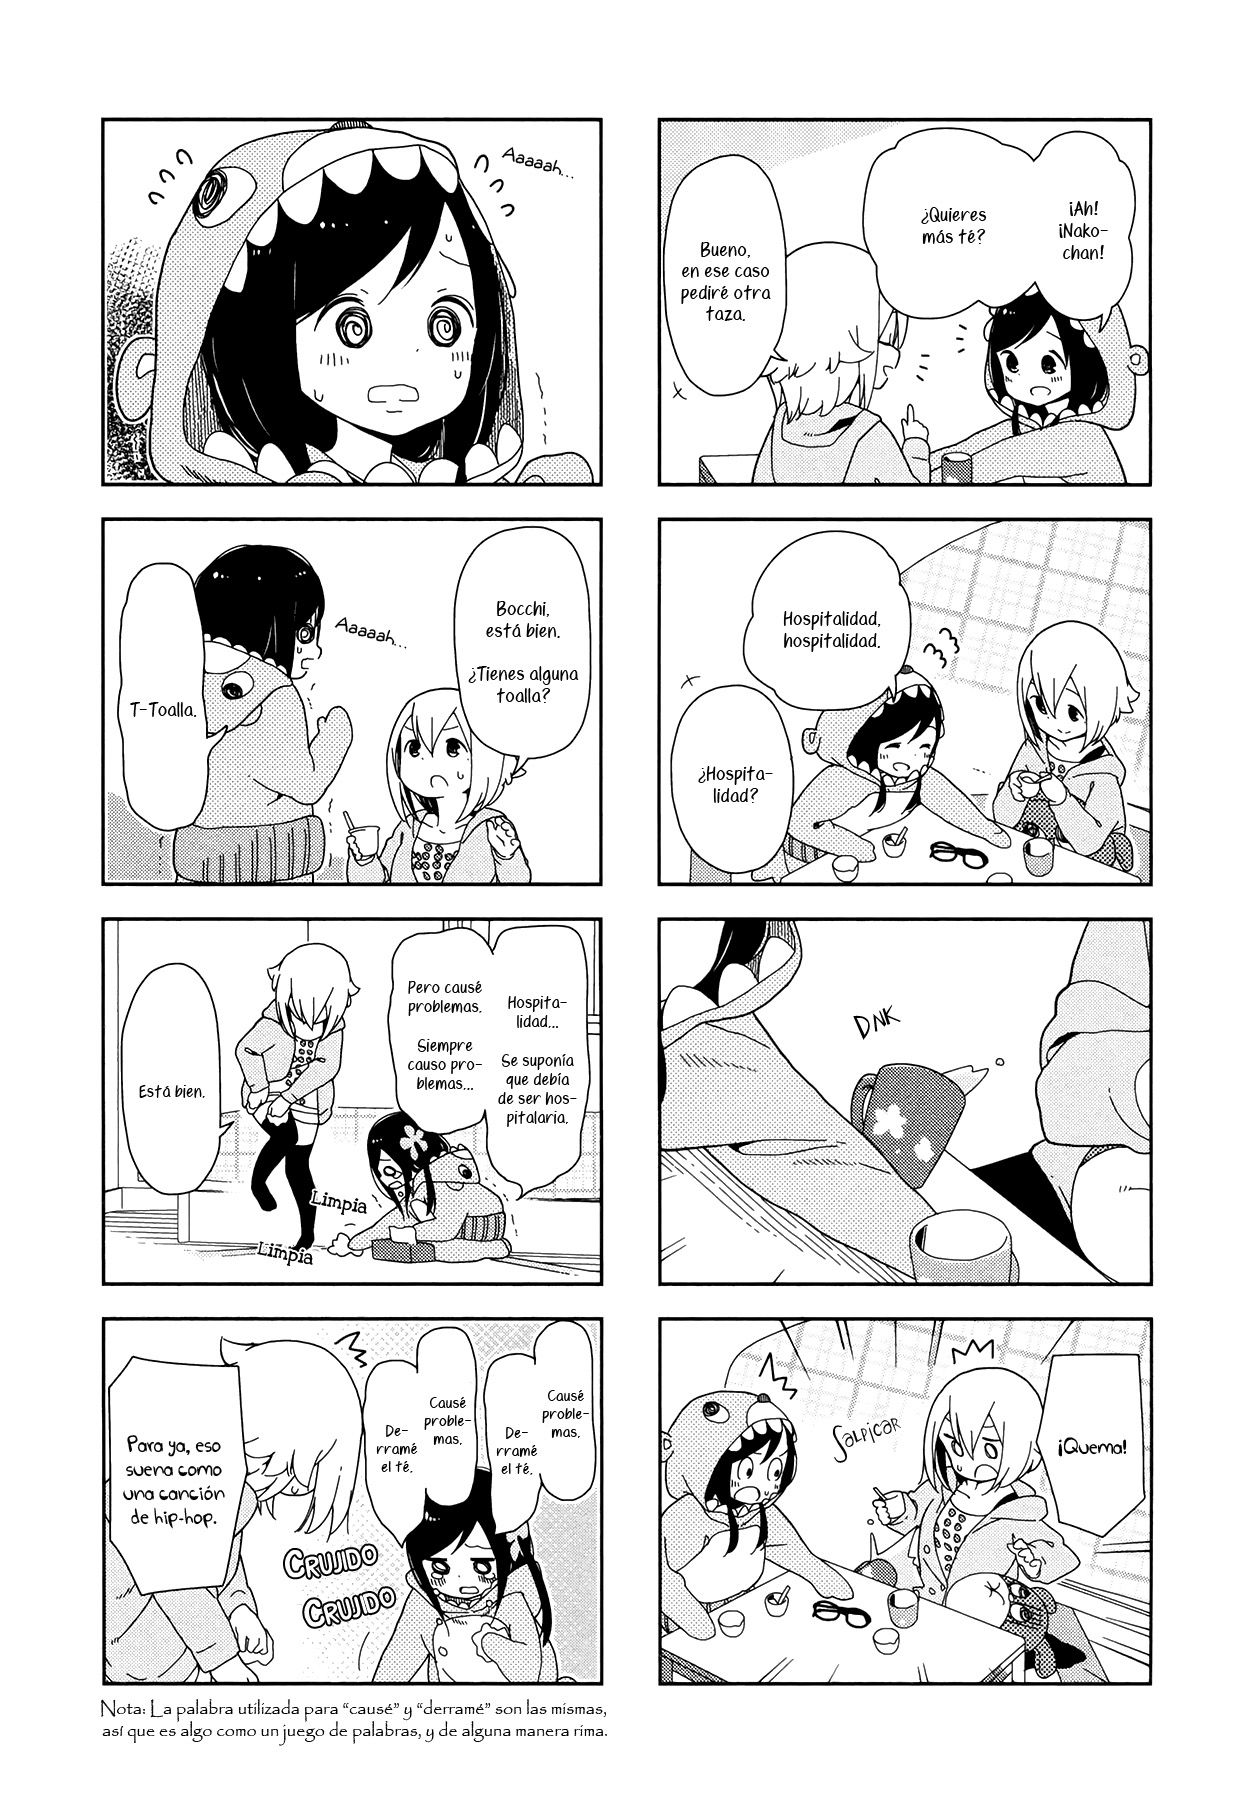 ¡Ah!
¡Nako-
chan!
¿Quieres
más té?
Bueno,
en ese caso
pediré otra
taza.
Hospitalidad,
hospitalidad.
¿Hospita-
lidad?
DNK
¡Quema!
SALPICAR
Aaaaah...
Bocchi,
está bien.
¿Tienes alguna
toalla?
Aaaaah...
T-Toalla.
Hospita-
lidad...
Se suponía
que debía
de ser hos-
pitalaria.
Pero causé
problemas.
Siempre
causo pro-
blemas...
Está bien.
Limpia
Limpia
Causé
proble-
mas.
De-
rramé
el té.
Causé
proble-
mas.
De-
rramé
el té.
Para ya, eso
suena como
una canción
de hip-hop.
CRUJIDO
CRUJIDO
Nota: La palabra utilizada para “causé” y “derramé” son las mismas,
así que es algo como un juego de palabras, y de alguna manera rima.